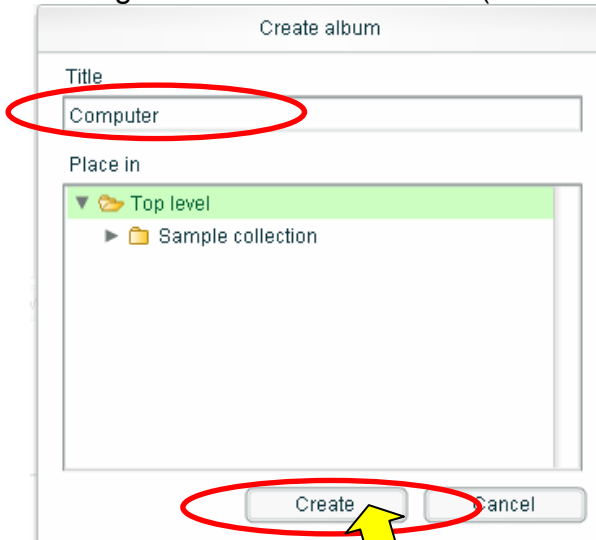 Create album
Title
Computer
Place in
Top level
Sample collection
Create Cancel